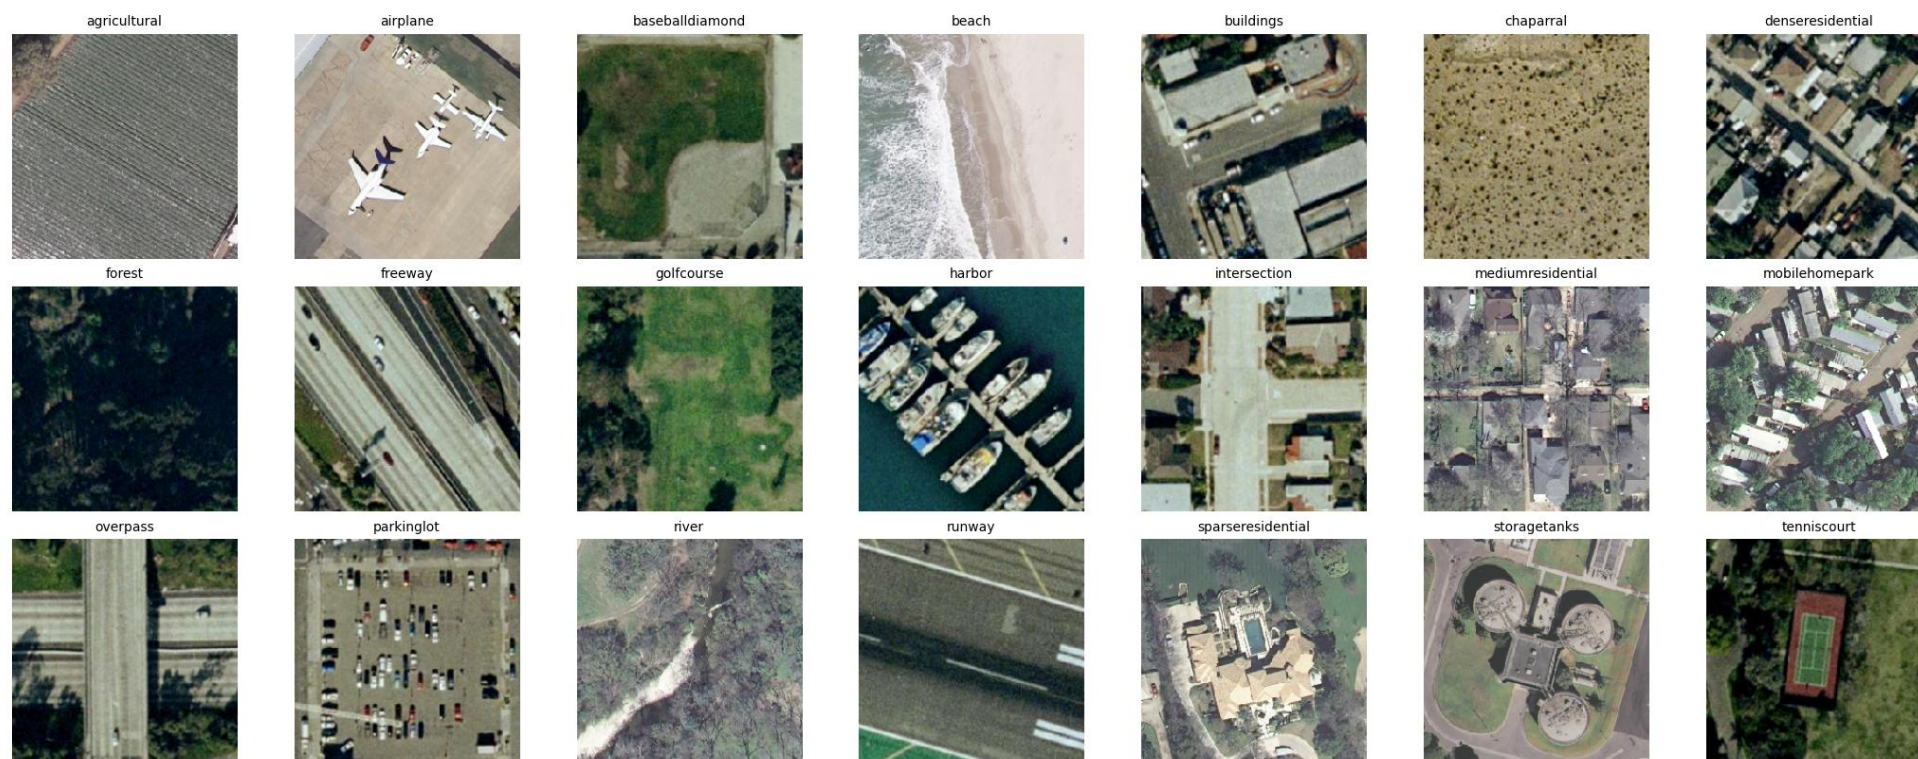 agricultural
airplane
baseballdiamond
beach
buildings
chaparral
denseresidential
forest
freeway
golfcourse
harbor
intersection
mediumresidential
mobilehomepark
overpass
parkinglot
river
runway
sparseresidential
storagetanks
tenniscourt